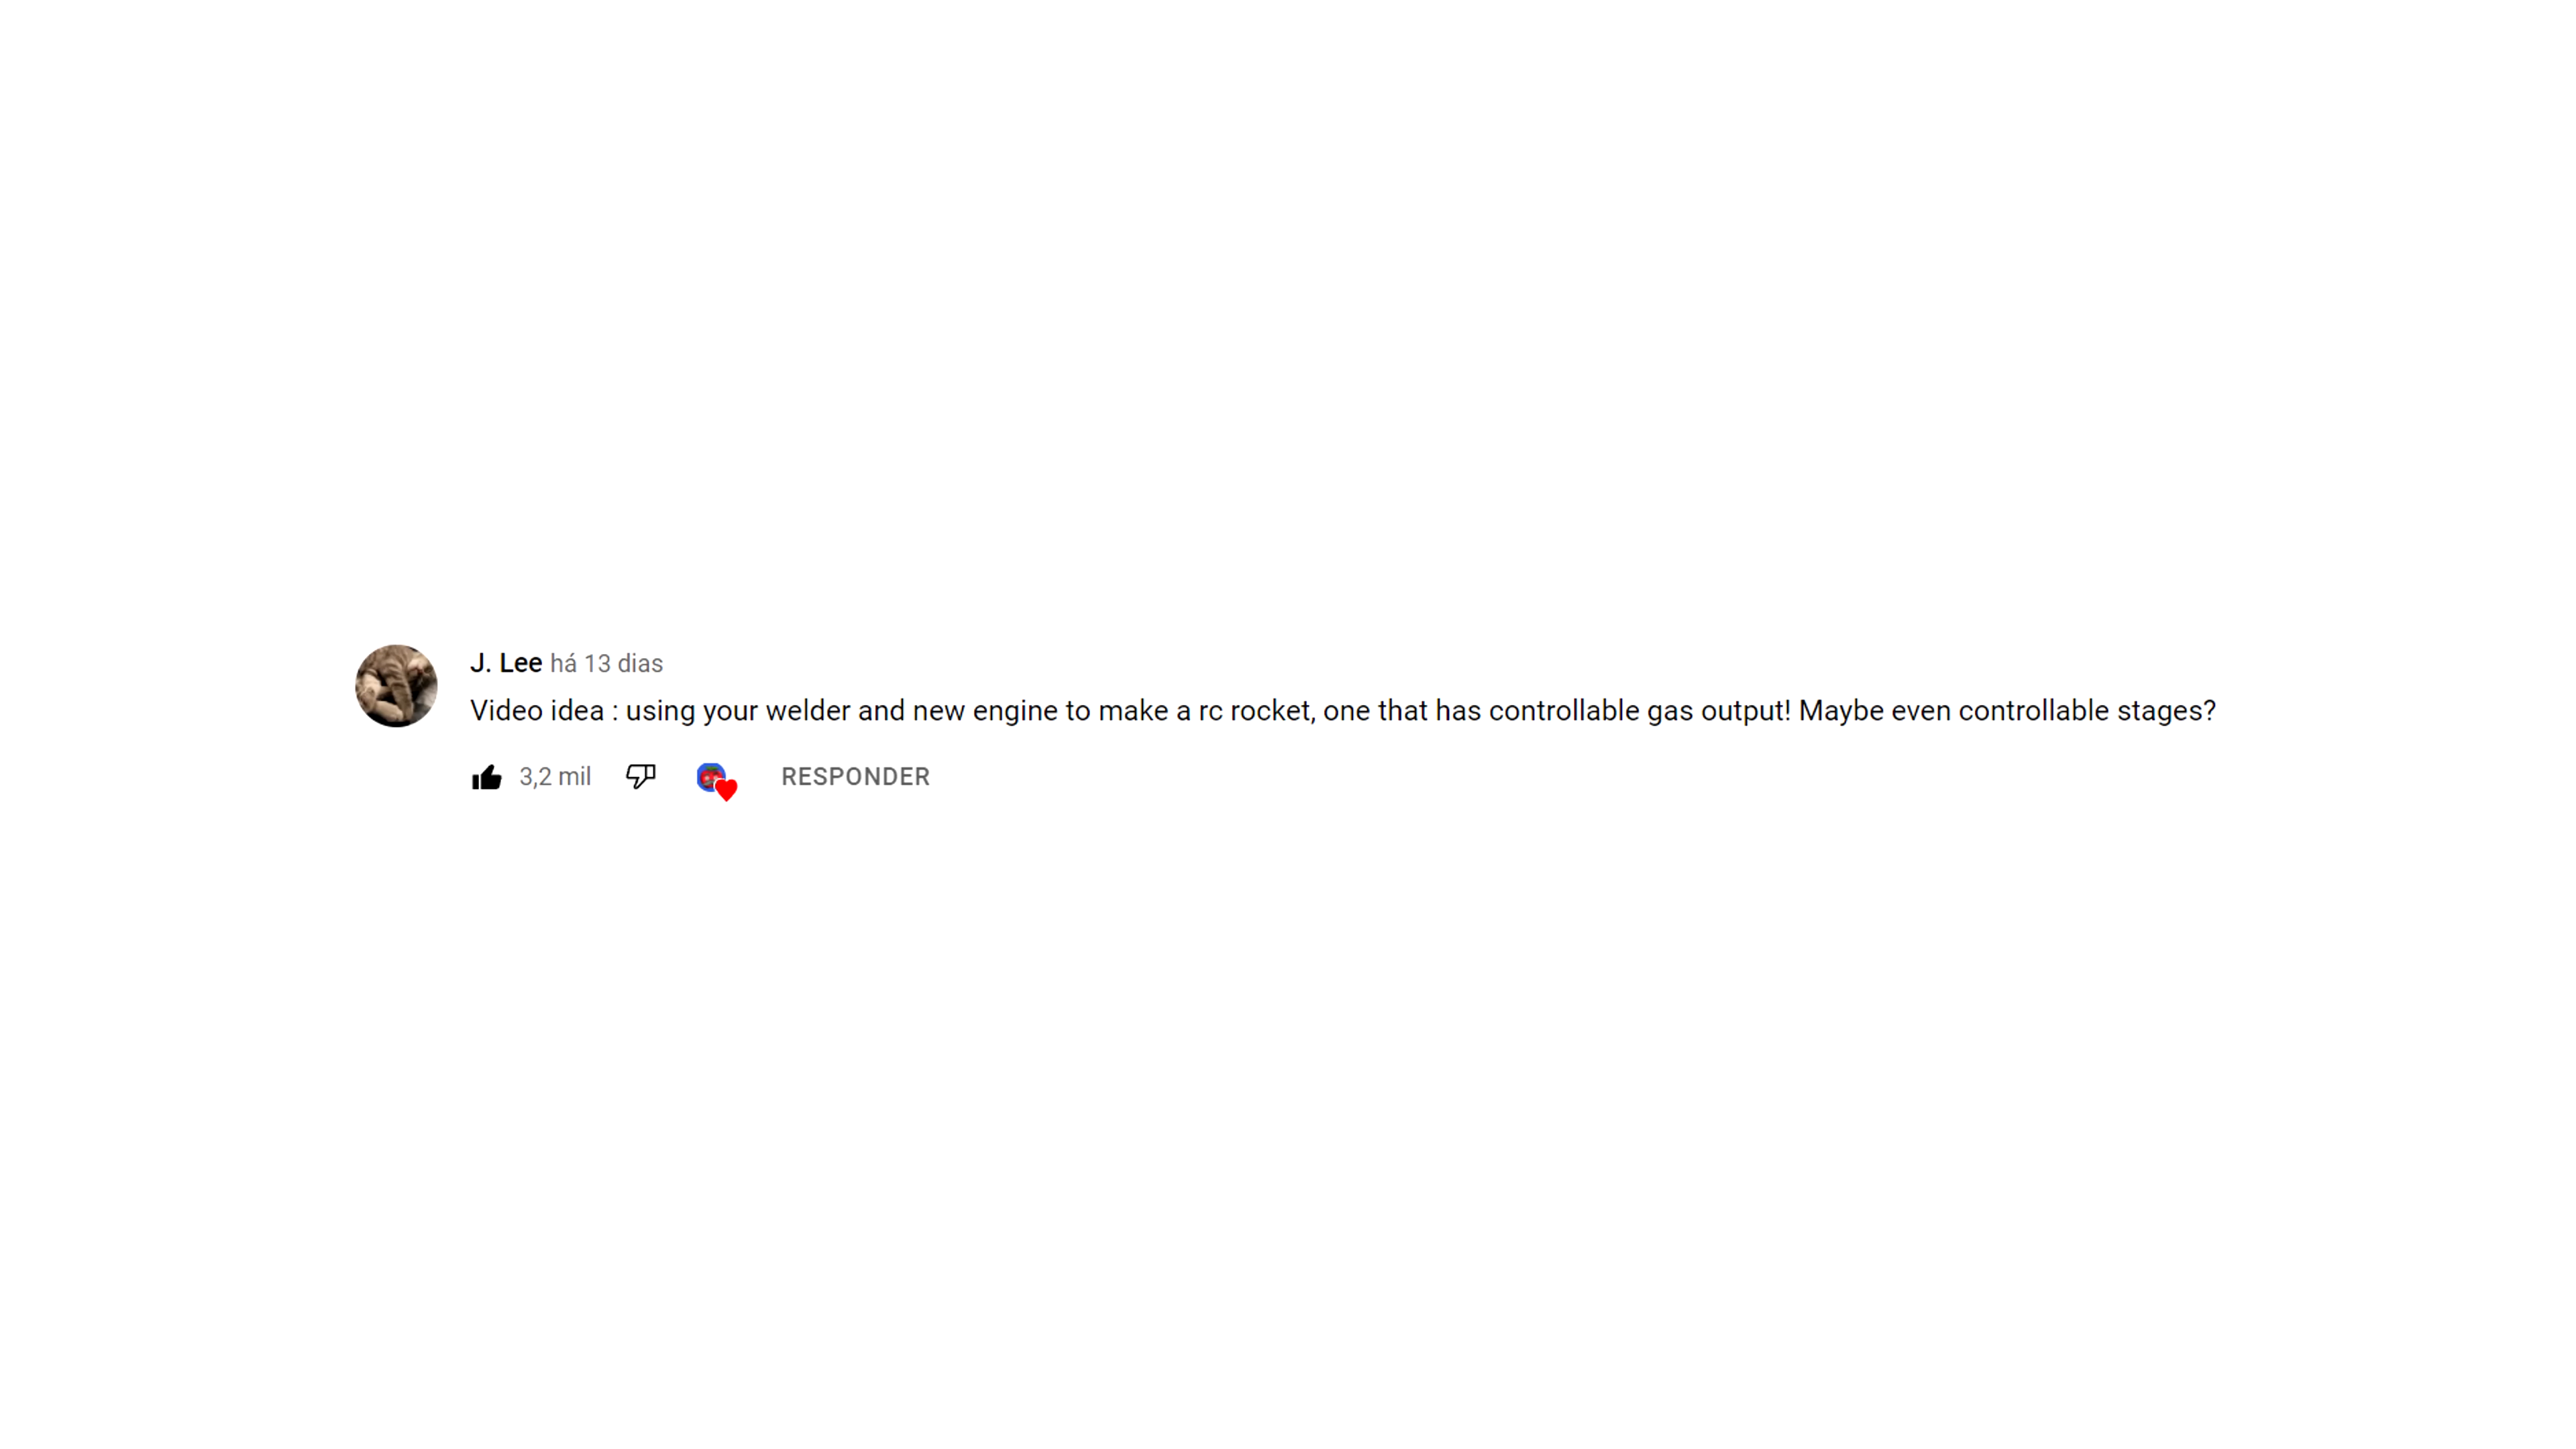 J. Lee há 13 dias
Video idea : using your welder and new engine to make a rc rocket, one that has controllable gas output! Maybe even controllable stages?
3,2 mil RESPONDER